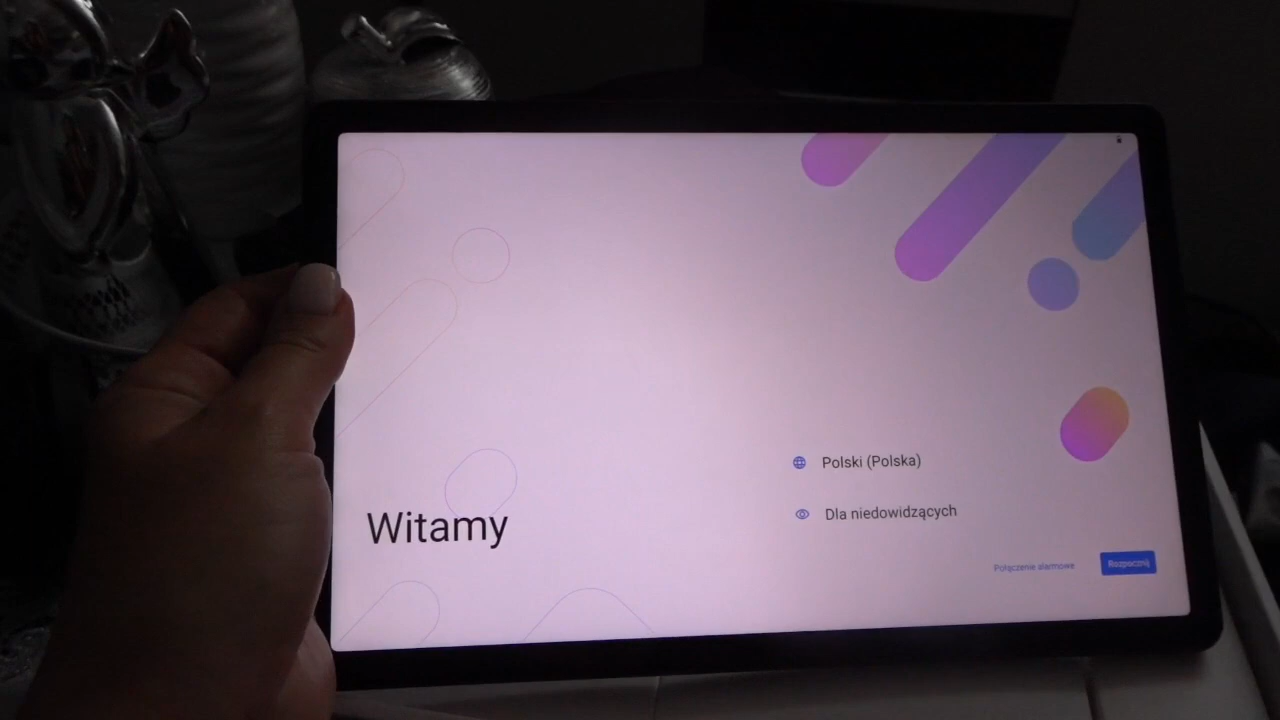 Witamy
Polski (Polska)
Dla niedowidzących
Połączenie alarmowe
Rozpocznij